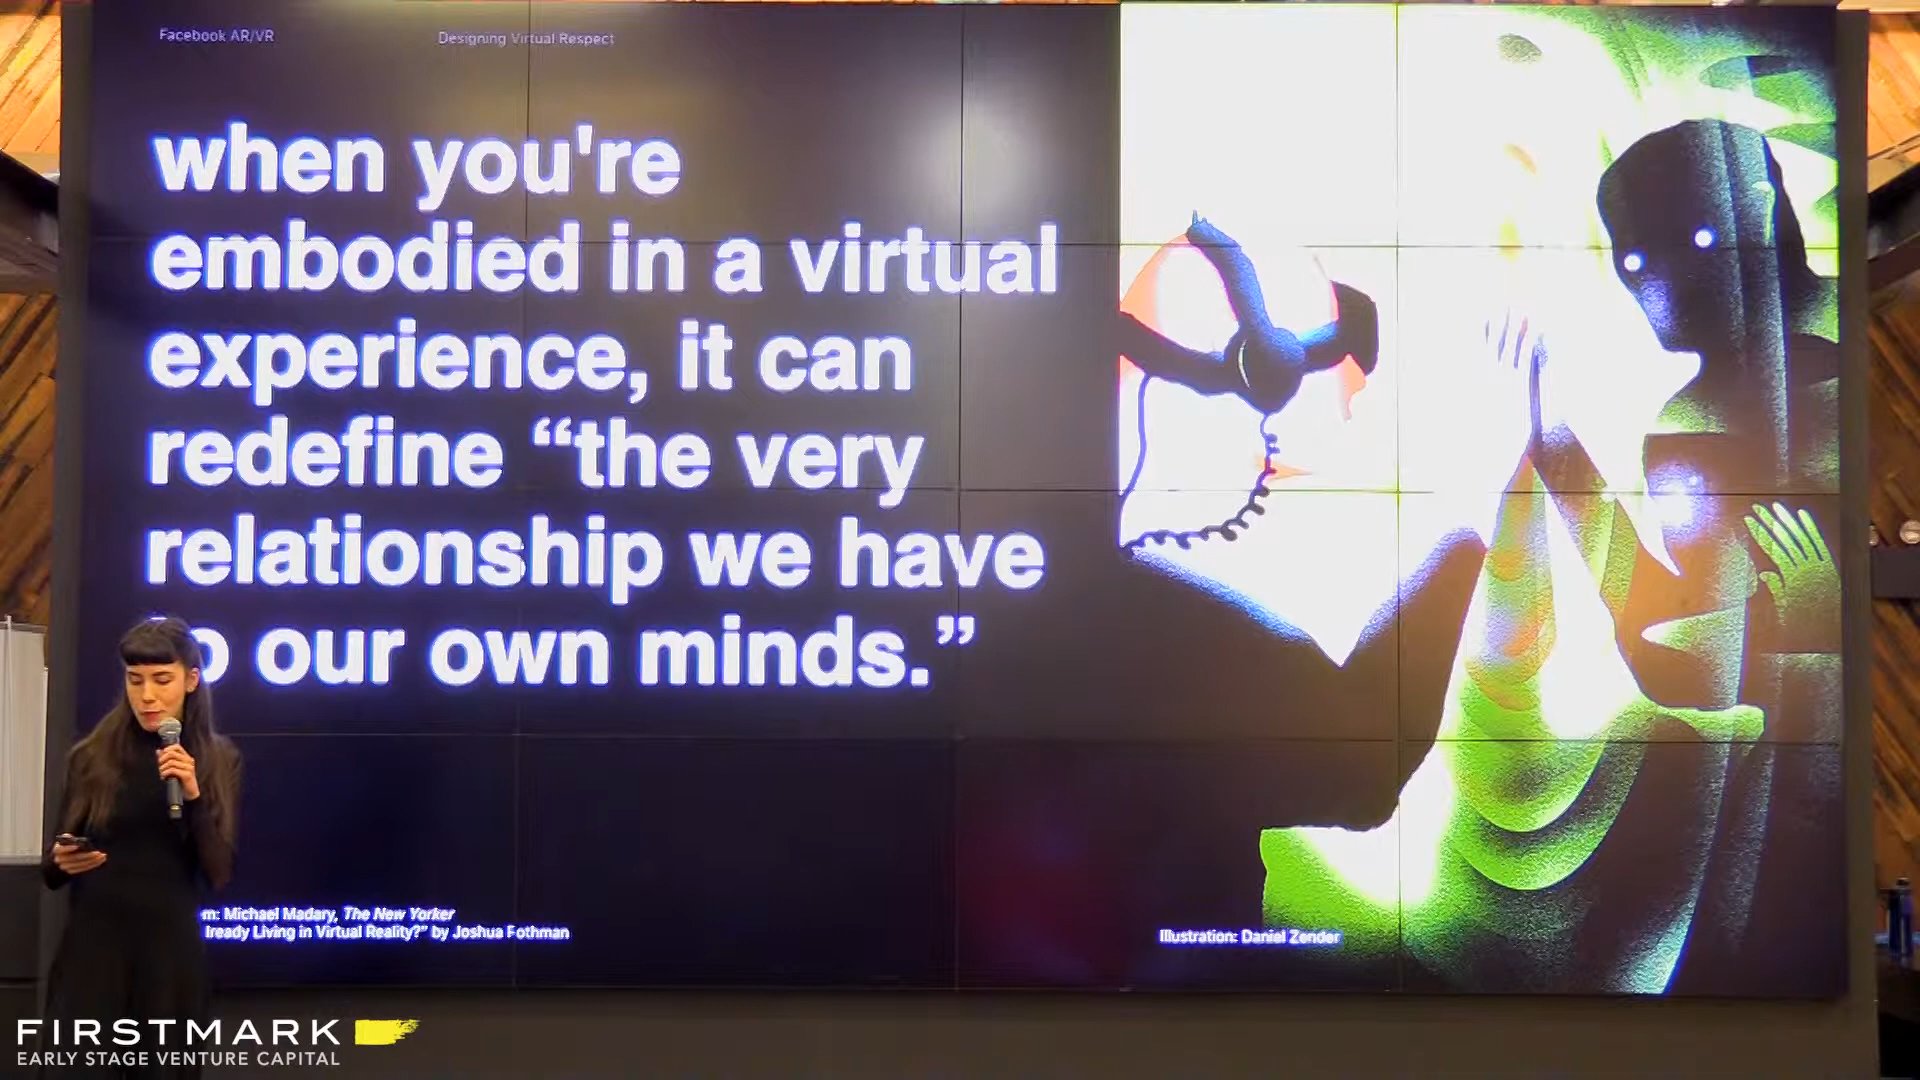 Facebook AR/VR
Designing Virtual Respect
when you're
embodied in a virtual
experience, it can
redefine “the very
relationship we have
o our own minds.”
m: Michael Madary, The New Yorker
lready Living in Virtual Reality?” by Joshua Fothman
Illustration: Daniel Zender
FIRSTMARK
EARLY STAGE VENTURE CAPITAL